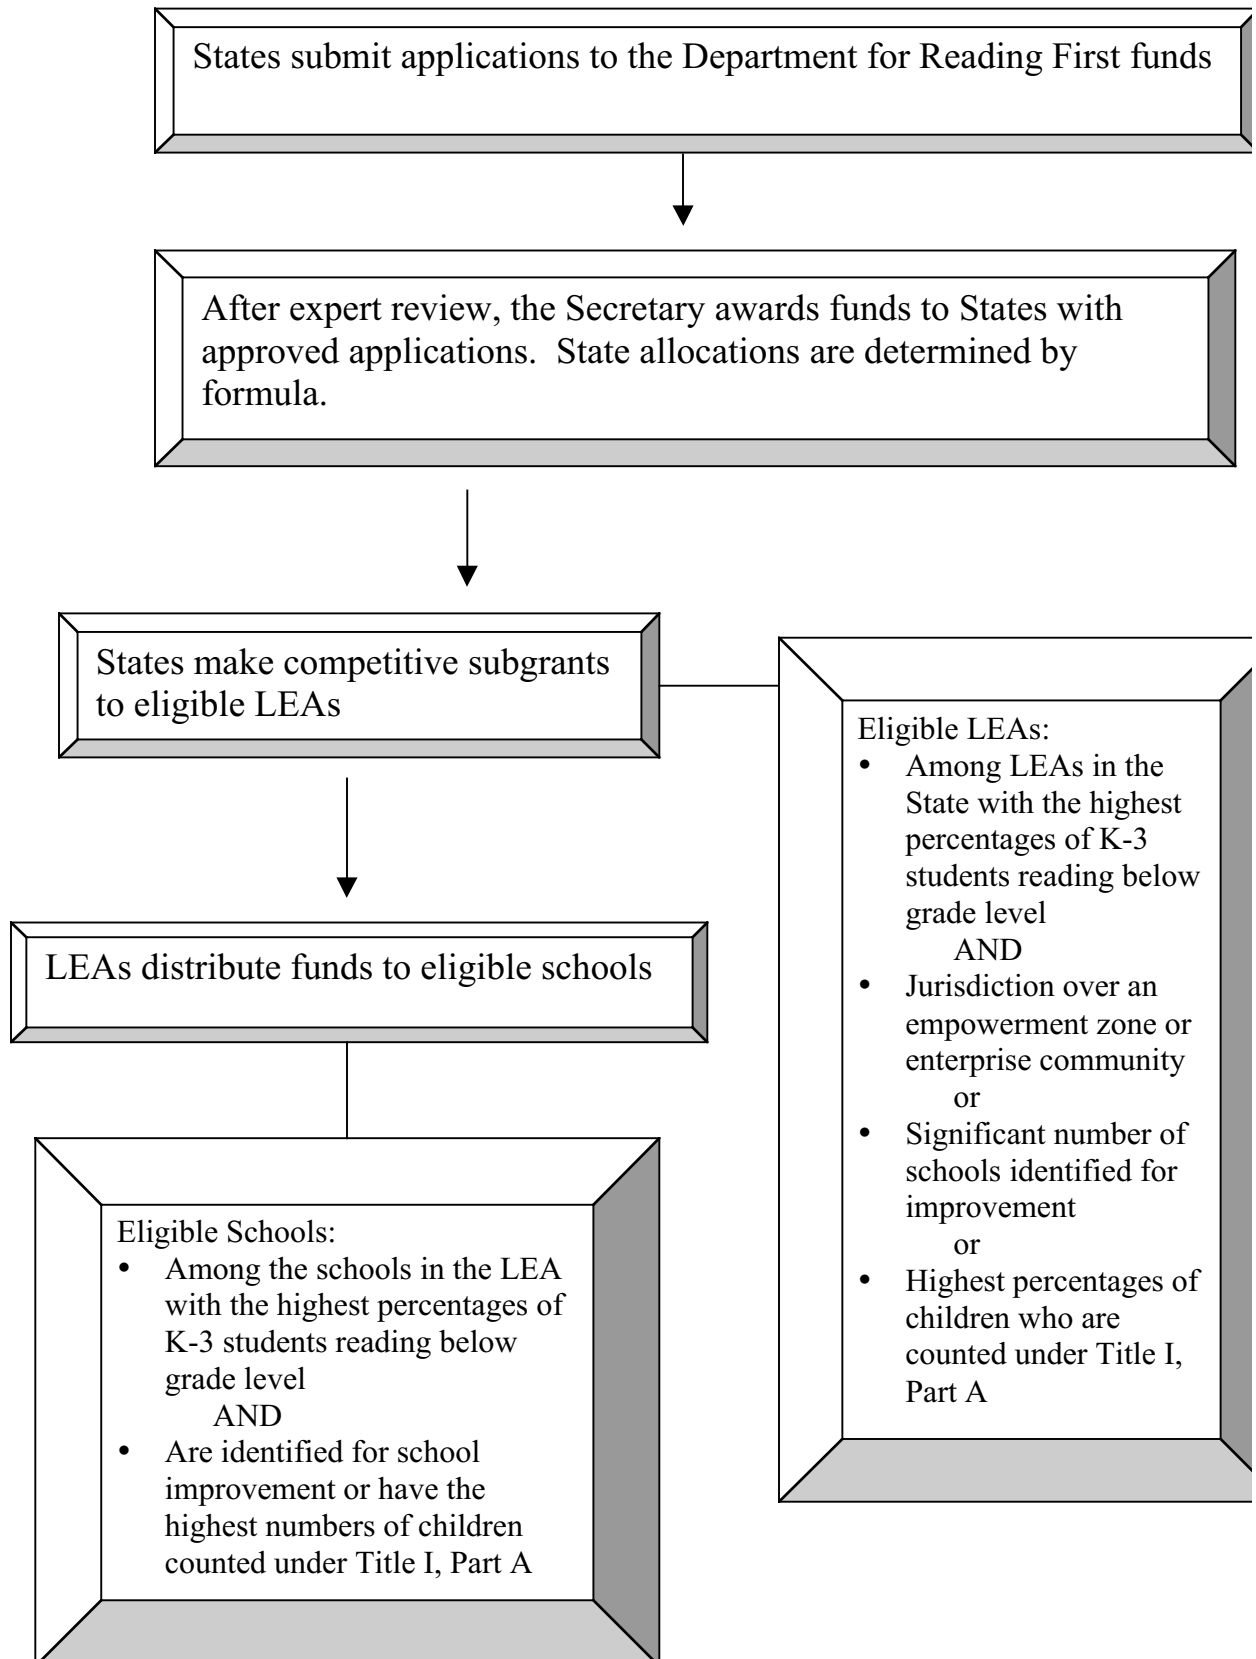 States submit applications to the Department for Reading First funds
After expert review, the Secretary awards funds to States with
approved applications.  State allocations are determined by
formula.
States make competitive subgrants
to eligible LEAs
Eligible LEAs:
• Among LEAs in the
State with the highest
percentages of K-3
students reading below
grade level
AND
• Jurisdiction over an
empowerment zone or
enterprise community
or
• Significant number of
schools identified for
improvement
or
• Highest percentages of
children who are
counted under Title I,
Part A
LEAs distribute funds to eligible schools
Eligible Schools:
• Among the schools in the LEA
with the highest percentages of
K-3 students reading below
grade level
AND
• Are identified for school
improvement or have the
highest numbers of children
counted under Title I, Part A